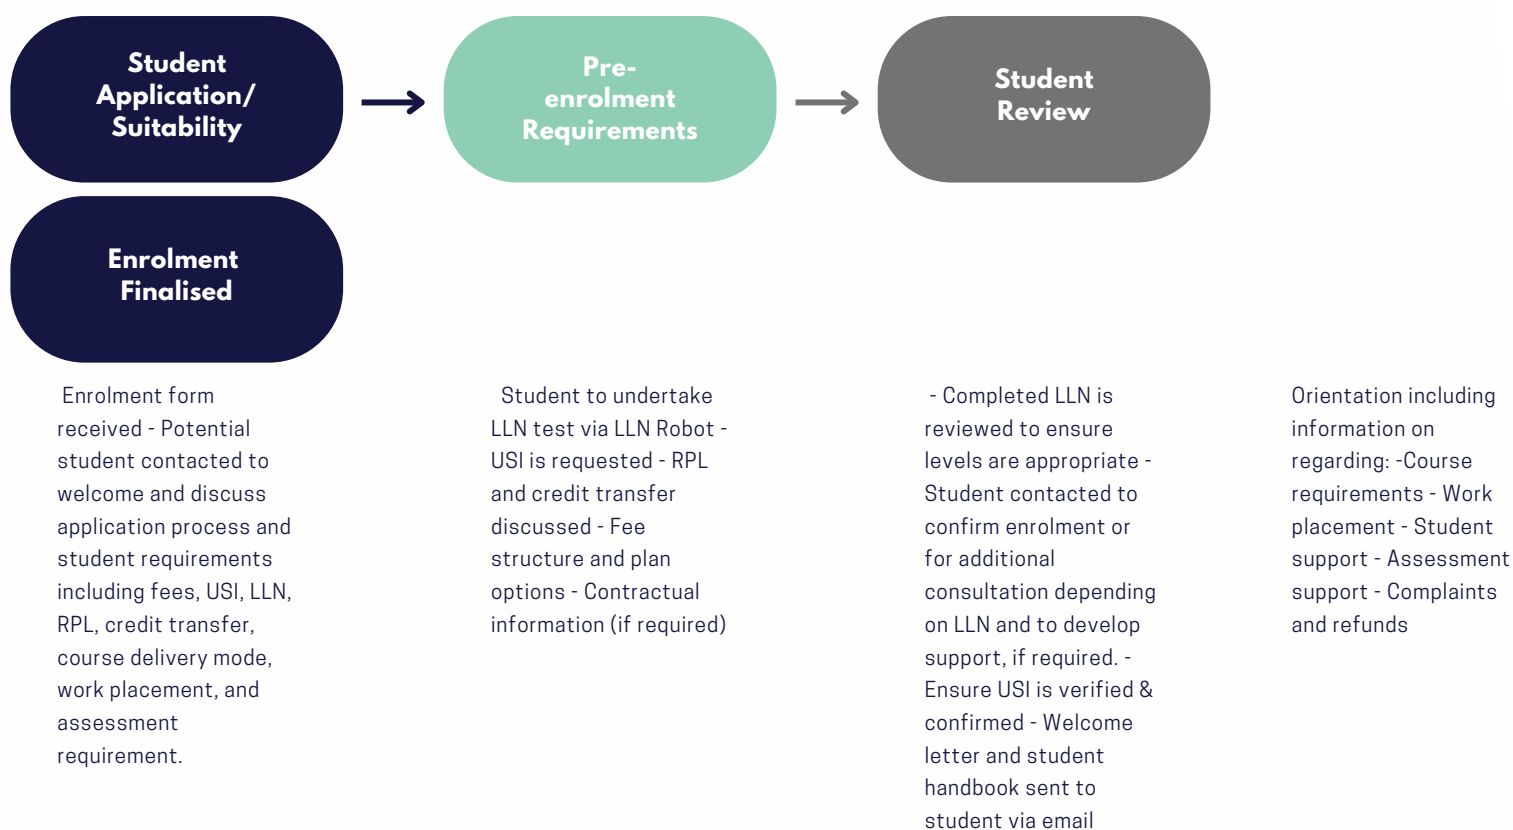 Student
Application/
Suitability
Pre-
enrolment
Requirements
Student
Review
Enrolment
Finalised
Enrolment form
received - Potential
student contacted to
welcome and discuss
application process and
student requirements
including fees, USI, LLN,
RPL, credit transfer,
course delivery mode,
work placement, and
assessment
requirement.
Student to undertake
LLN test via LLN Robot -
USI is requested - RPL
and credit transfer
discussed - Fee
structure and plan
options - Contractual
information (if required)
- Completed LLN is
reviewed to ensure
levels are appropriate -
Student contacted to
confirm enrolment or
for additional
consultation depending
on LLN and to develop
support, if required. -
Ensure USI is verified &
confirmed - Welcome
letter and student
handbook sent to
student via email
Orientation including
information on
regarding: -Course
requirements - Work
placement - Student
support - Assessment
support - Complaints
and refunds